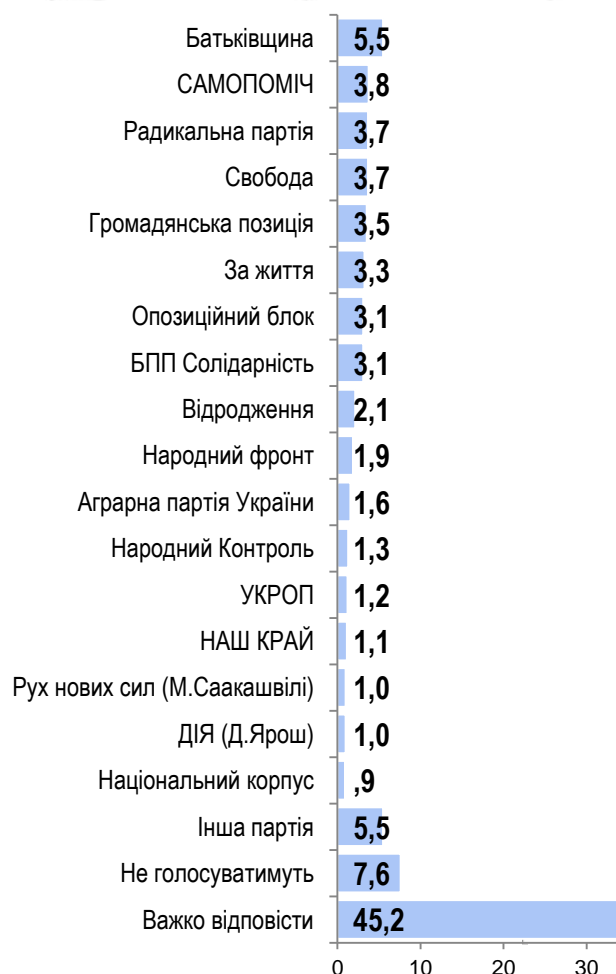 Батьківщина 5,5
САМОПОМІЧ 3,8
Радикальна партія 3,7
Свобода 3,7
Громадянська позиція 3,5
За життя 3,3
Опозиційний блок 3,1
БПП Солідарність 3,1
Відродження 2,1
Народний фронт 1,9
Аграрна партія України 1,6
Народний Контроль 1,3
УКРОП 1,2
НАШ КРАЙ 1,1
Рух нових сил (М.Саакашвілі) 1,0
ДІЯ (Д.Ярош) 1,0
Національний корпус ,9
Інша партія 5,5
Не голосуватимуть 7,6
Важко відповісти 45,2
0 10 20 30